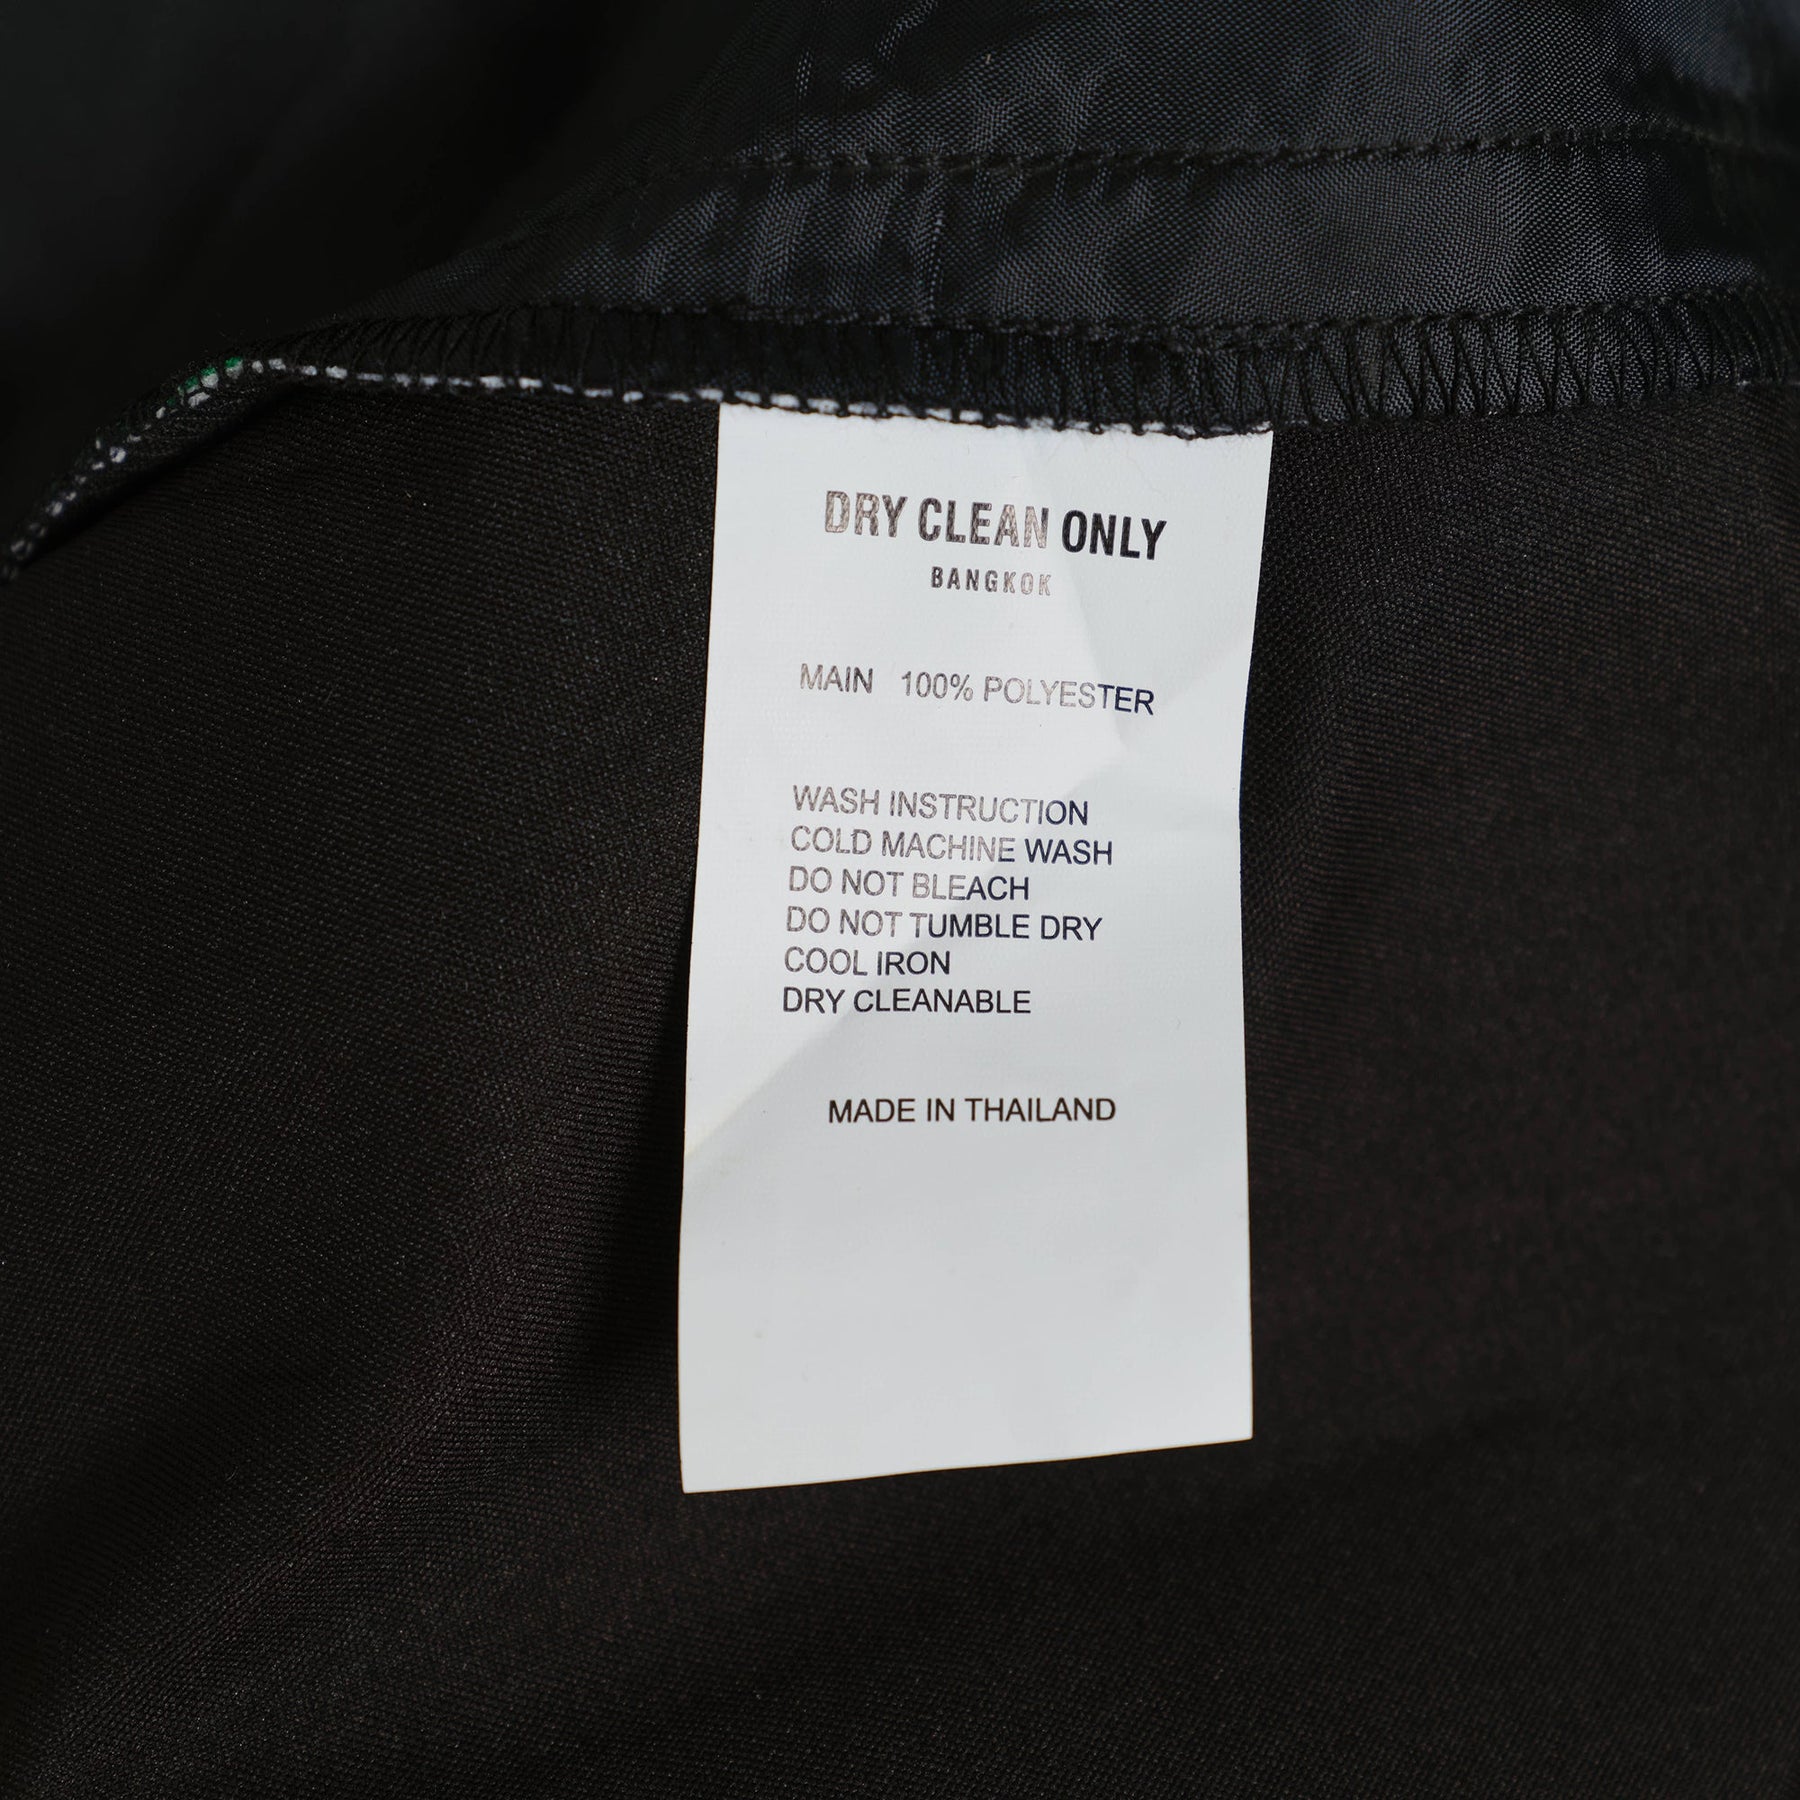 DRY CLEAN ONLY
BANGKOK
MAIN 100% POLYESTER
WASH INSTRUCTION
COLD MACHINE WASH
DO NOT BLEACH
DO NOT TUMBLE DRY
COOL IRON
DRY CLEANABLE
MADE IN THAILAND